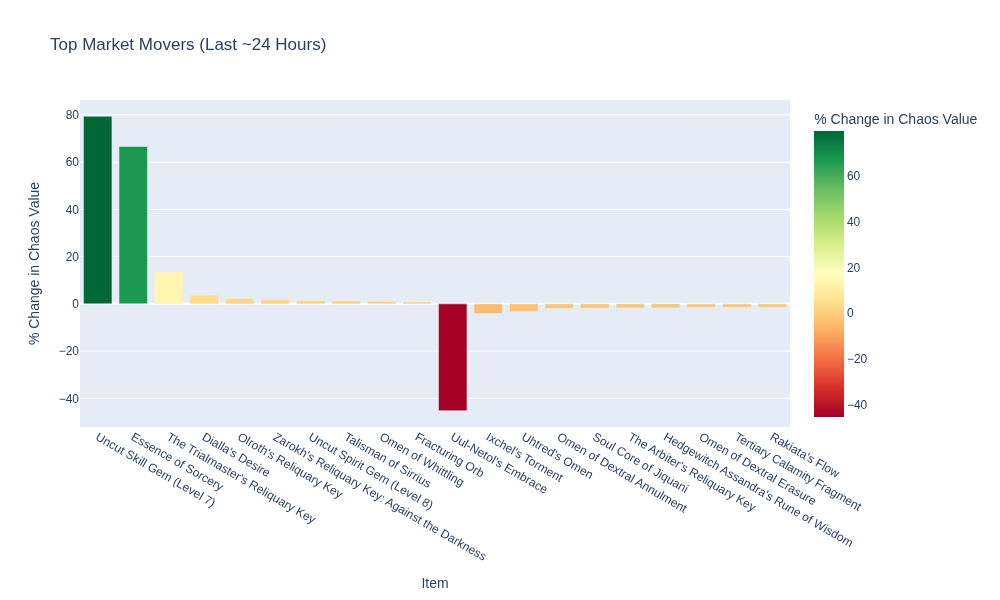 Top Market Movers (Last ~24 Hours)
% Change in Chaos Value
80
60
40
20
0
−20
−40
Uncut Skill Gem (Level 7)
Essence of Sorcery
The Trialmaster's Reliquary Key
Dialla's Desire
Olroth's Reliquary Key
Zarokh's Reliquary Key: Against the Darkness
Uncut Spirit Gem (Level 8)
Talisman of Sirrius
Omen of Whittling
Fracturing Orb
Uul-Netol's Embrace
Ixchel's Torment
Uhtred's Omen
Omen of Dextral Annulment
Soul Core of Jiquani
The Arbiter's Reliquary Key
Hedgewitch Assandra's Rune of Wisdom
Omen of Dextral Erasure
Tertiary Calamity Fragment
Rakiata's Flow
Item
% Change in Chaos Value
60
40
20
0
−20
−40